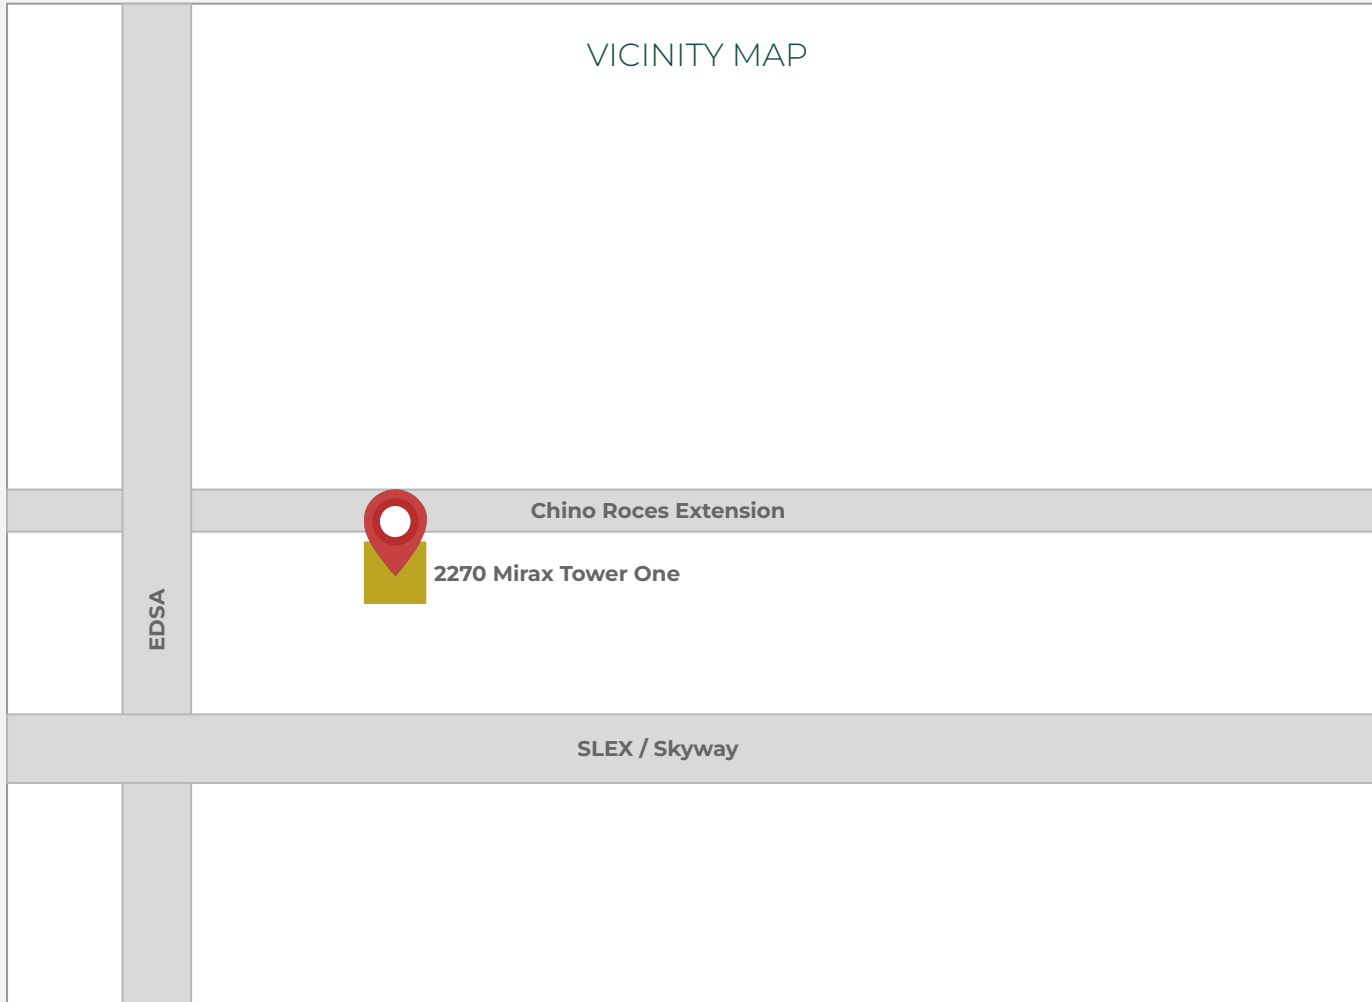 VICINITY MAP
Chino Roces Extension
2270 Mirax Tower One
EDSA
SLEX / Skyway